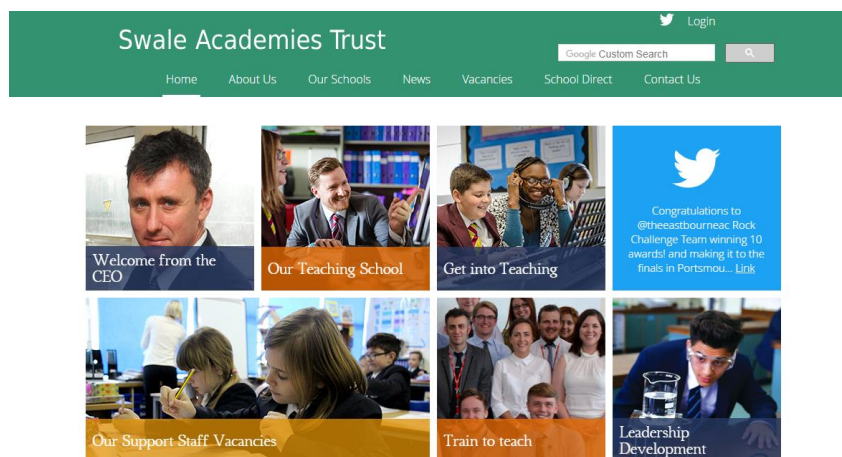 Login
Swale Academies Trust
Google Custom Search
Home About Us Our Schools News Vacancies School Direct Contact Us
Welcome from the
CEO
Our Teaching School
Get into Teaching
Congratulations to
@theeastbourneac Rock
Challenge Team winning 10
awards! and making it to the
finals in Portsmou... Link
Our Support Staff Vacancies
Train to teach
Leadership
Development